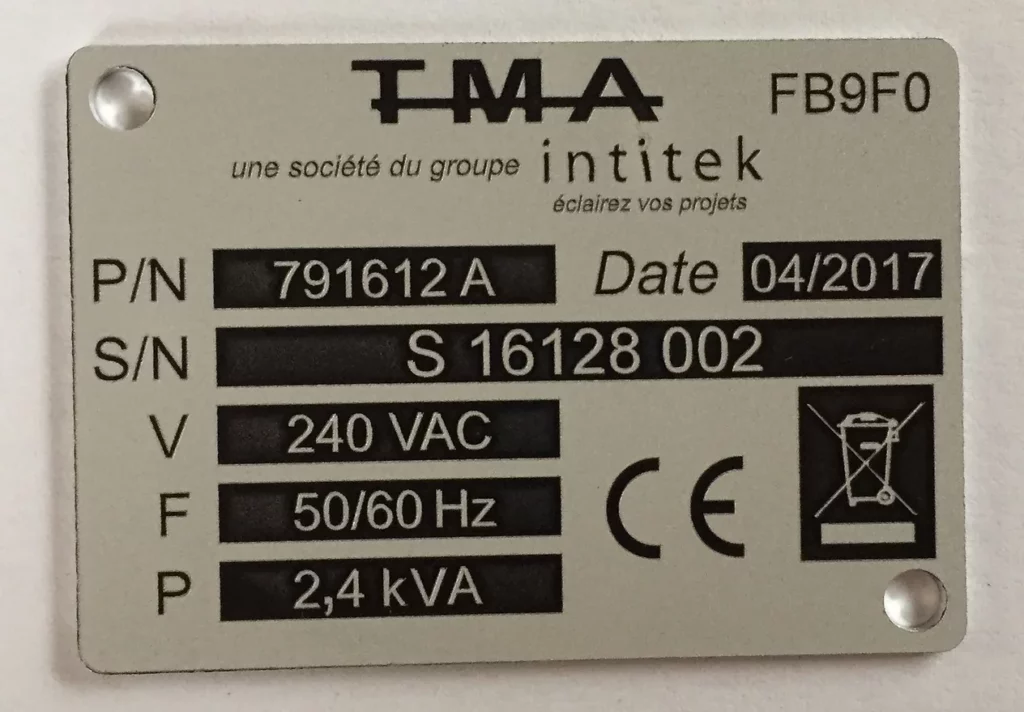 TMA FB9F0
une société du groupe intitek
éclairez vos projets
P/N 791612 A Date 04/2017
S/N S 16128 002
V 240 VAC
F 50/60 Hz
P 2,4 kVA
CE